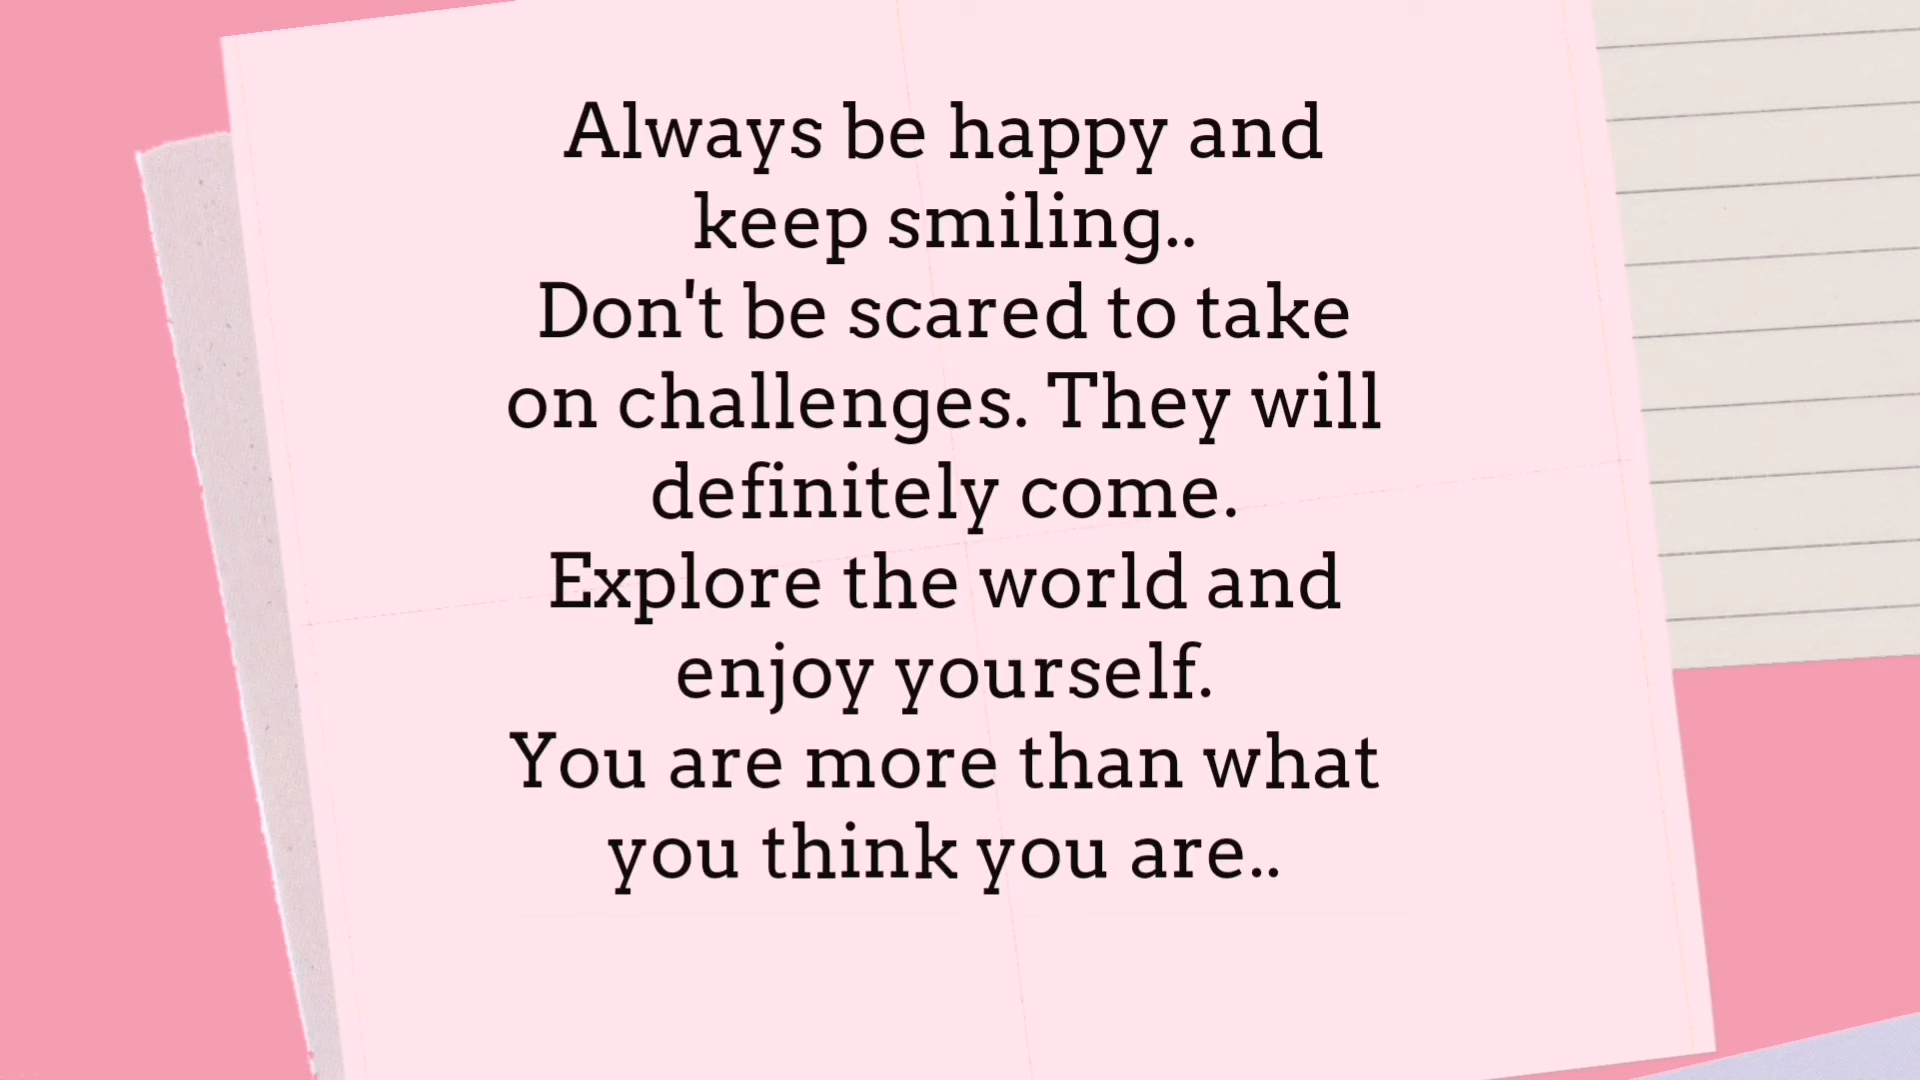 Always be happy and
keep smiling..
Don't be scared to take
on challenges. They will
definitely come.
Explore the world and
enjoy yourself.
You are more than what
you think you are..